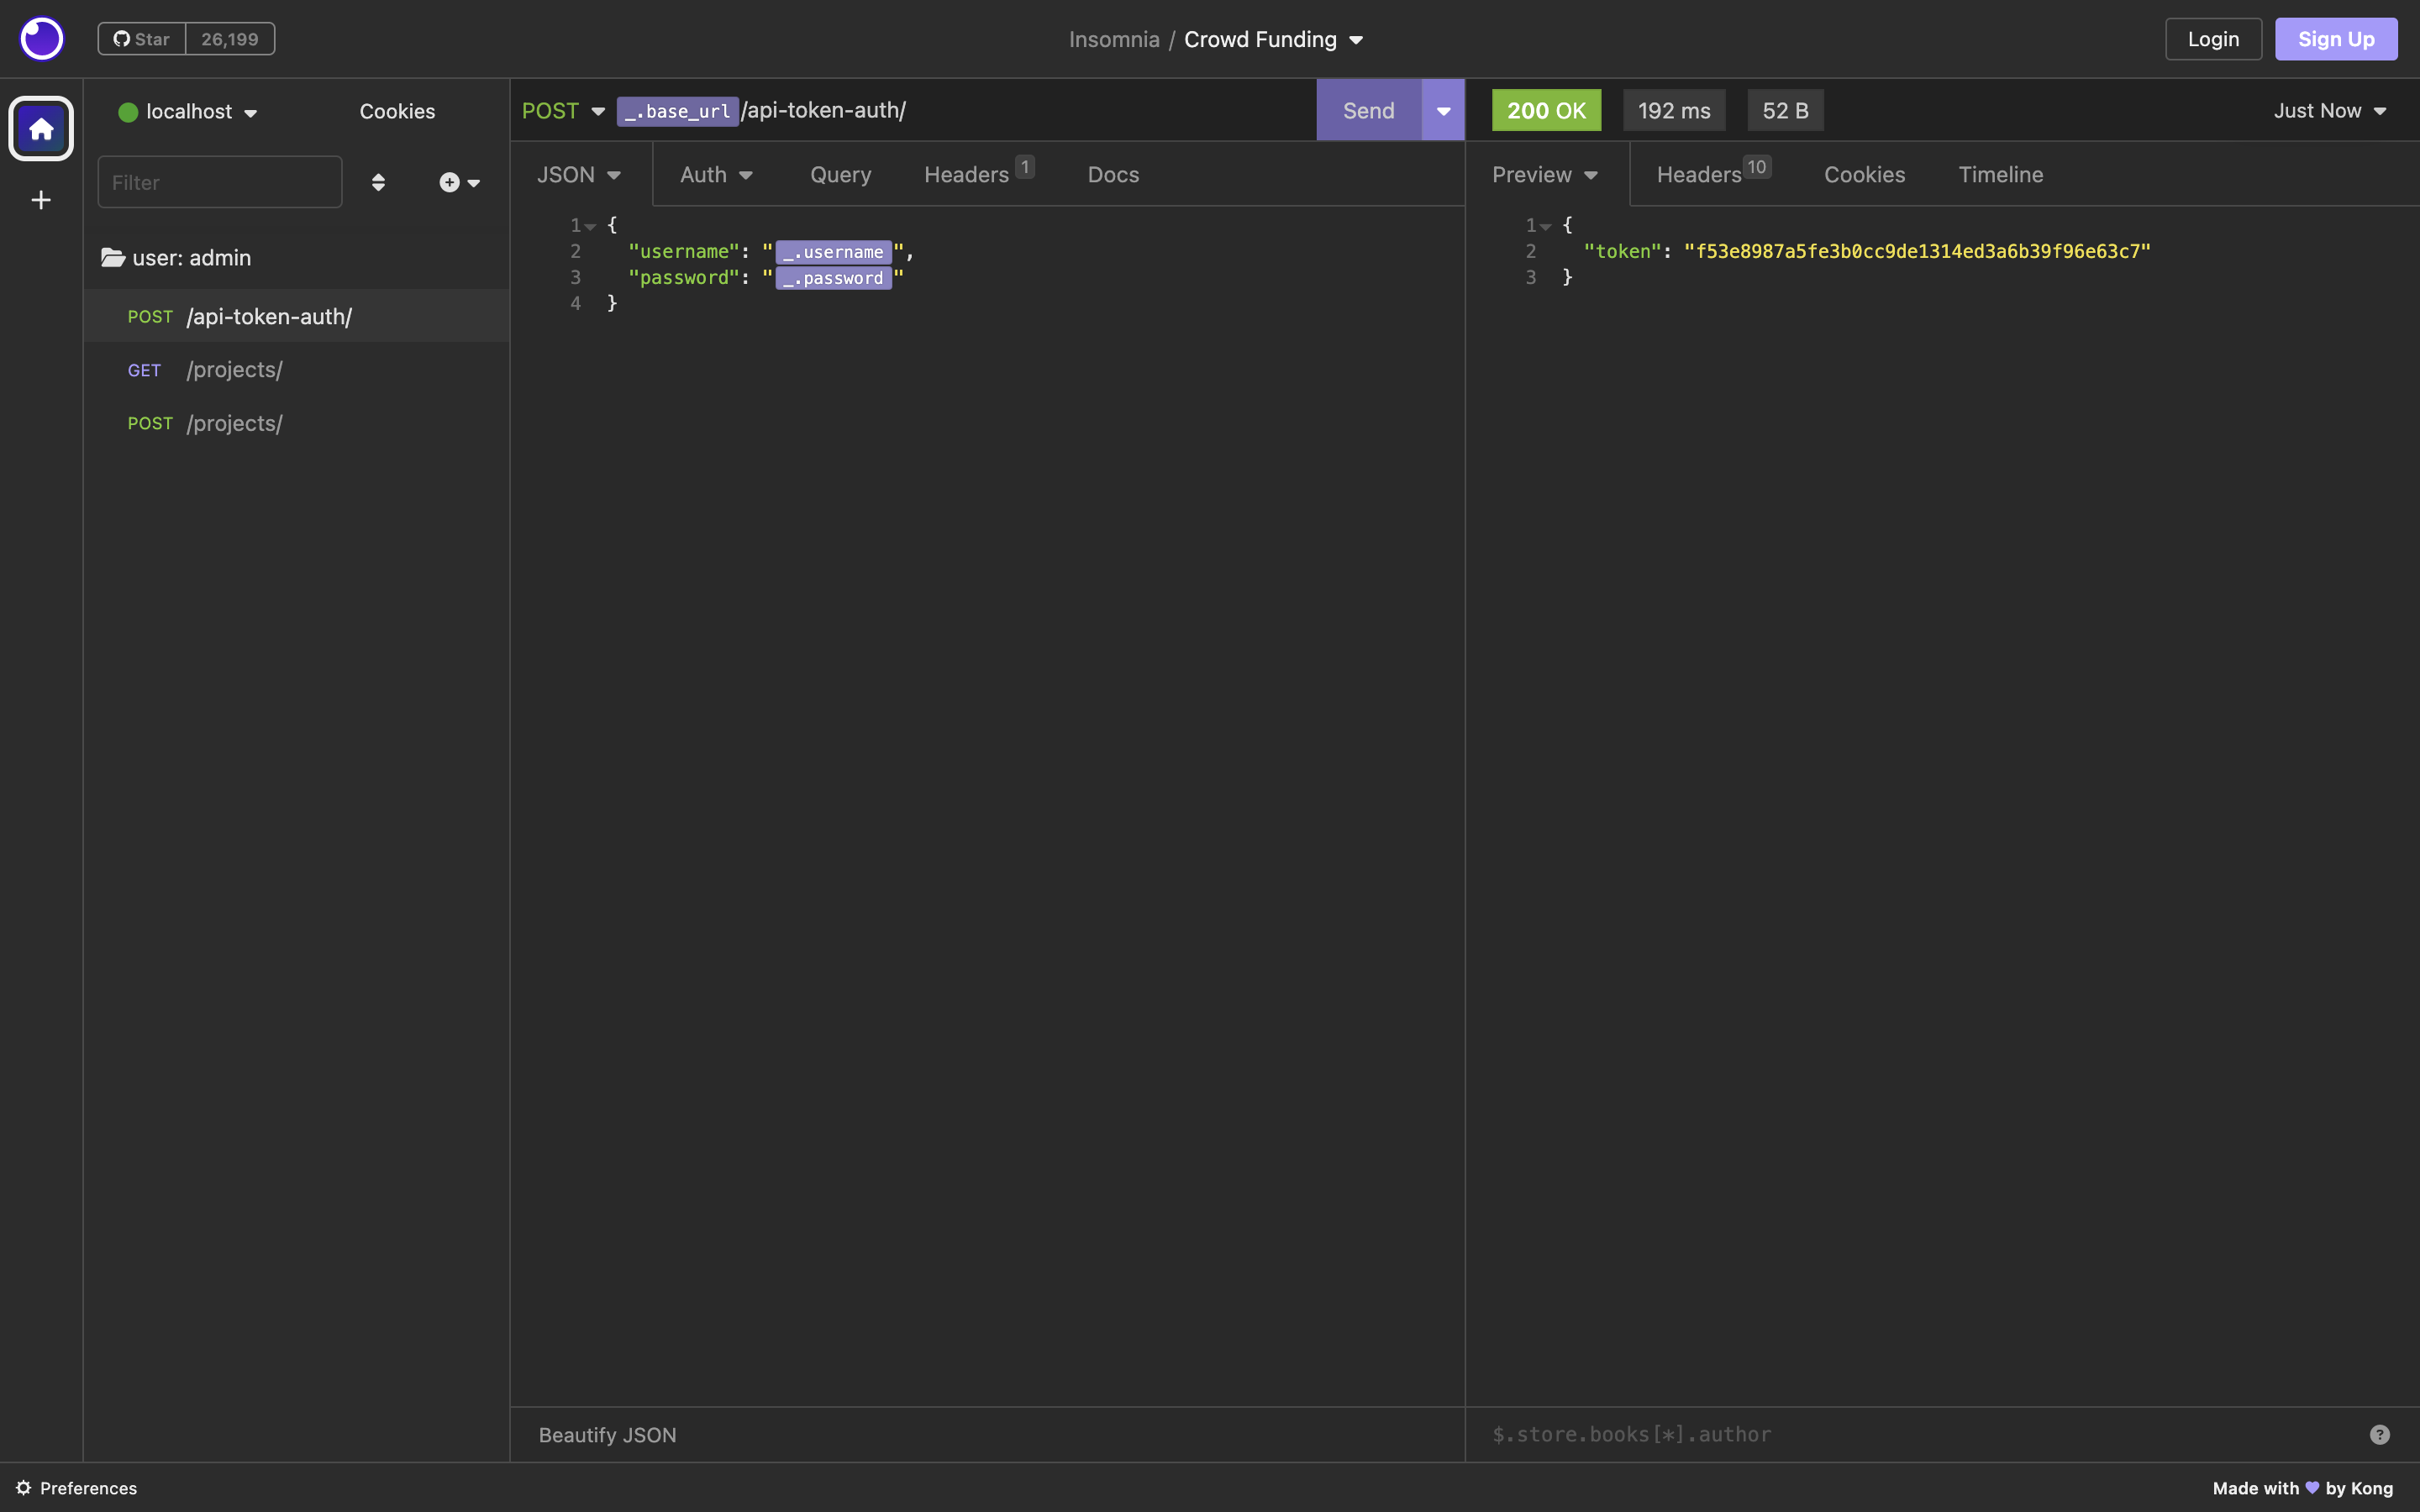 Star 26,199
Insomnia / Crowd Funding
Login Sign Up
localhost Cookies
Filter
user: admin
POST /api-token-auth/
GET /projects/
POST /projects/
POST _.base_url/api-token-auth/ Send
JSON Auth Query Headers 1 Docs
1 {
2 "username": "_.username",
3 "password": "_.password"
4 }
Beautify JSON
200 OK 192 ms 52 B Just Now
Preview Headers 10 Cookies Timeline
1 {
2 "token": "f53e8987a5fe3b0cc9de1314ed3a6b39f96e63c7"
3 }
$.store.books[*].author
Preferences
Made with 💜 by Kong